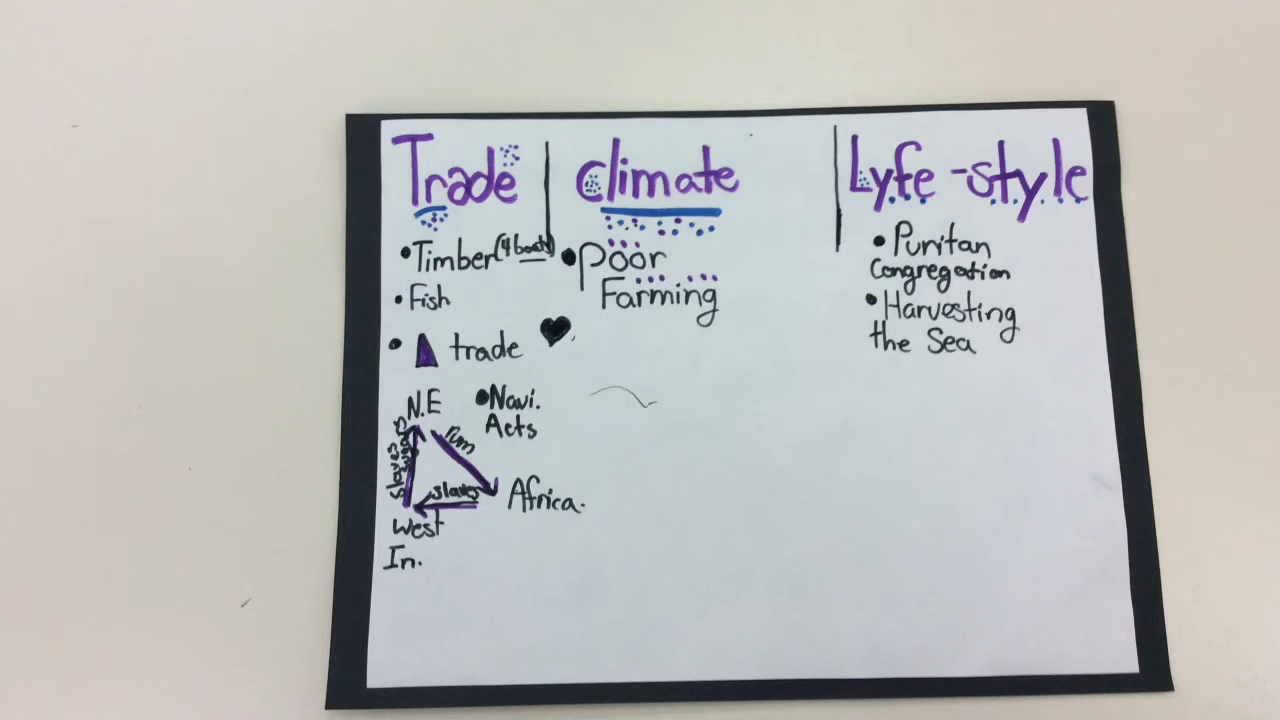 Trade
Timber (4 boats)
Fish
trade
Navi.
Acts
N.E
rum
slaves
sugars
slaves
Africa.
West
In.
Climate
Poor
Farming
Lyfe-style
Puritan
Congregation
Harvesting
the Sea